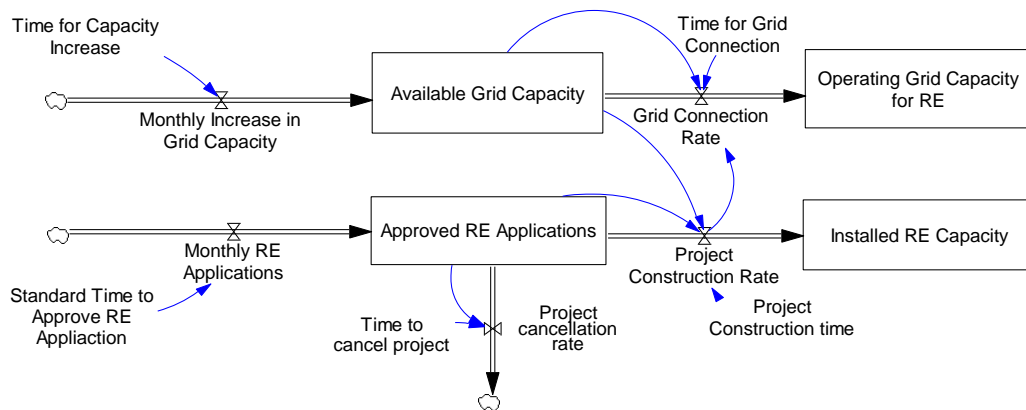 Time for Capacity
Increase
Time for Grid
Connection
Available Grid Capacity
Operating Grid Capacity
for RE
Monthly Increase in
Grid Capacity
Grid Connection
Rate
Approved RE Applications
Installed RE Capacity
Monthly RE
Applications
Project
Construction Rate
Standard Time to
Approve RE
Appliaction
Project
Construction time
Time to
cancel project
Project
cancellation
rate